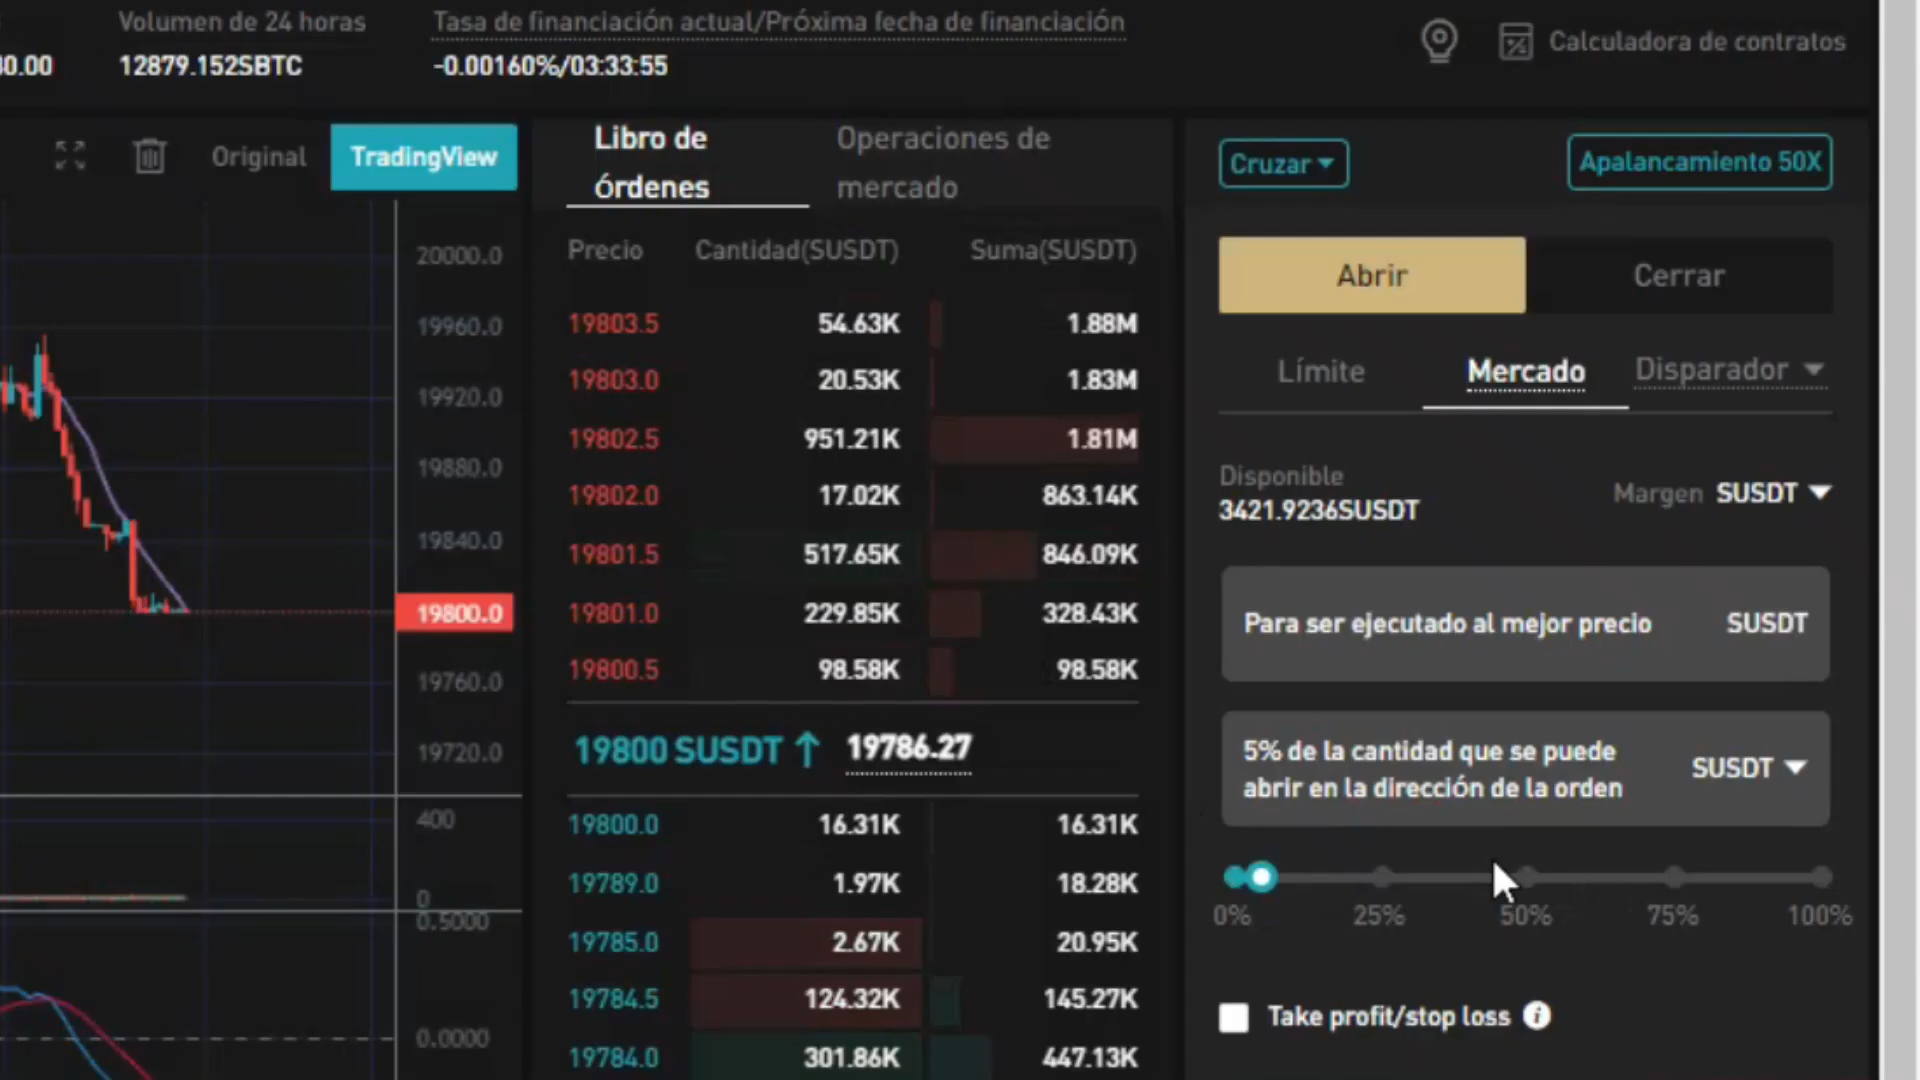 Volumen de 24 horas
Tasa de financiación actual/Próxima fecha de financiación
Calculadora de contratos
12879.152SBTC
-0.00160%/03:33:55
Original
TradingView
Libro de
órdenes
Operaciones de
mercado
Cruzar
Apalancamiento 50X
Abrir
Cerrar
Límite
Mercado
Disparador
Disponible
3421.9236SUSDT
Margen SUSDT
Para ser ejecutado al mejor precio SUSDT
5% de la cantidad que se puede
abrir en la dirección de la orden
SUSDT
0% 25% 50% 75% 100%
Take profit/stop loss
Precio Cantidad(SUSDT) Suma(SUSDT)
19803.5 54.63K 1.88M
19803.0 20.53K 1.83M
19802.5 951.21K 1.81M
19802.0 17.02K 863.14K
19801.5 517.65K 846.09K
19801.0 229.85K 328.43K
19800.5 98.58K 98.58K
19800 SUSDT ↑ 19786.27
19800.0 16.31K 16.31K
19789.0 1.97K 18.28K
19785.0 2.67K 20.95K
19784.5 124.32K 145.27K
19784.0 301.86K 447.13K
20000.0
19960.0
19920.0
19880.0
19840.0
19800.0
19760.0
19720.0
400
0
0.5000
0.0000